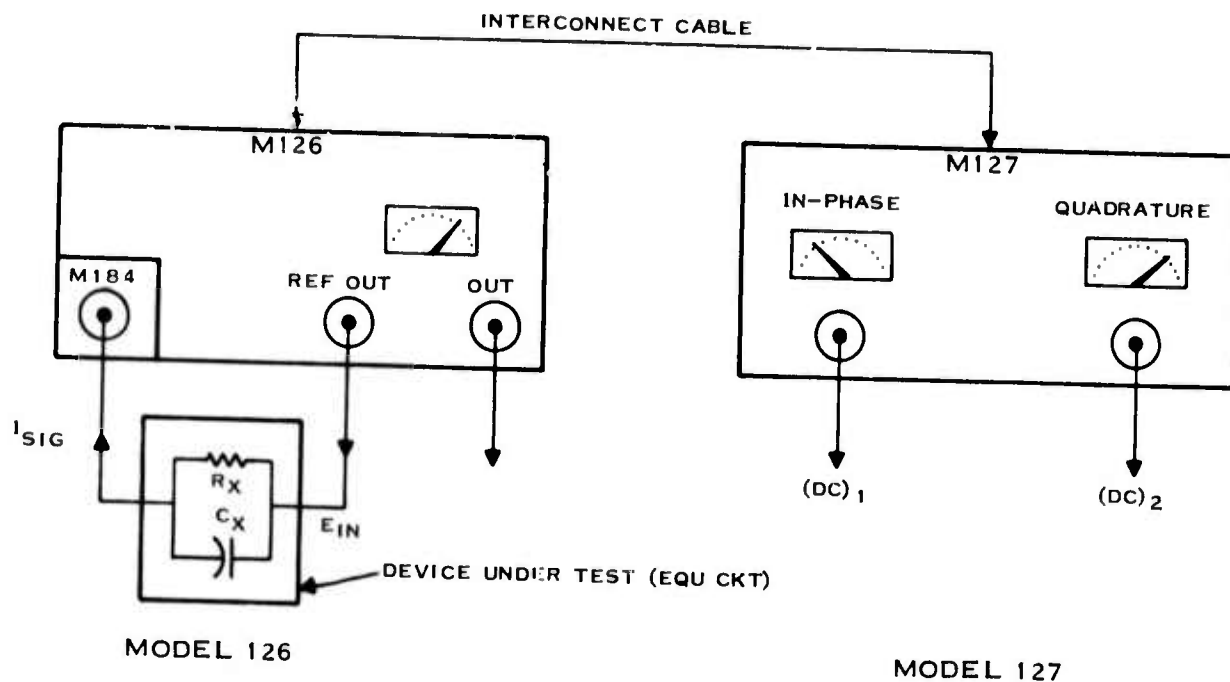 INTERCONNECT CABLE
M126
M127
IN-PHASE
QUADRATURE
M184
REF OUT
OUT
ISIG
RX
CX
EIN
(DC)1
(DC)2
DEVICE UNDER TEST (EQU CKT)
MODEL 126
MODEL 127